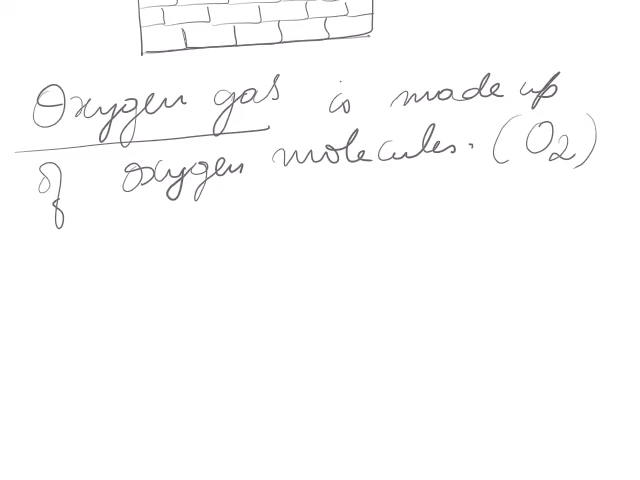 Oxygen gas is made up
of oxygen molecules. (O₂)